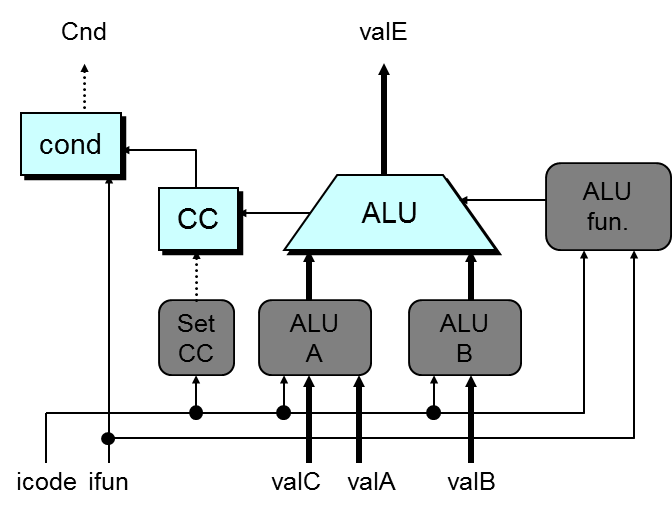 Cnd
valE
cond
CC
ALU
ALU
fun.
Set
CC
ALU
A
ALU
B
icode
ifun
valC
valA
valB